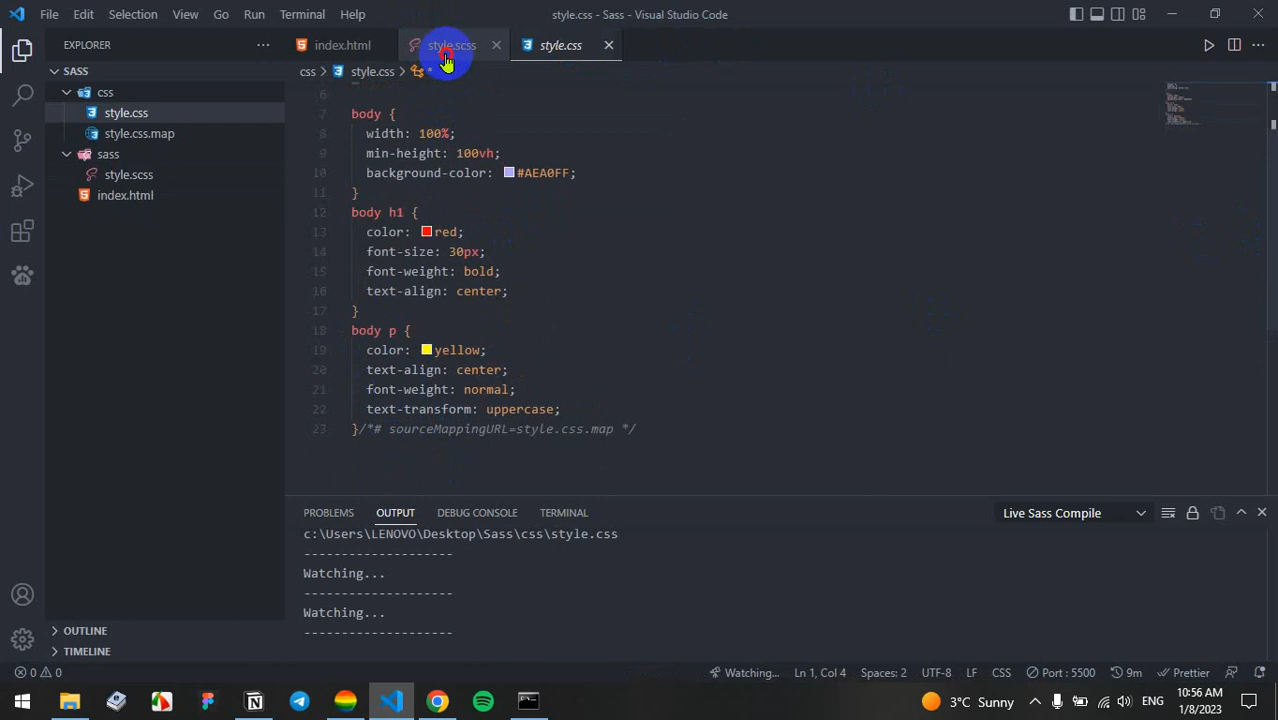 File Edit Selection View Go Run Terminal Help style.css - Sass - Visual Studio Code
EXPLORER index.html style.scss style.css
SASS css style.css *
css
style.css
style.css.map
sass
style.scss
index.html
6
7 body {
8 width: 100%;
9 min-height: 100vh;
10 background-color: #AEA0FF;
11 }
12 body h1 {
13 color: red;
14 font-size: 30px;
15 font-weight: bold;
16 text-align: center;
17 }
18 body p {
19 color: yellow;
20 text-align: center;
21 font-weight: normal;
22 text-transform: uppercase;
23 }/*# sourceMappingURL=style.css.map */
PROBLEMS OUTPUT DEBUG CONSOLE TERMINAL Live Sass Compile
c:\Users\LENOVO\Desktop\Sass\css\style.css
--------------------
Watching...
--------------------
Watching...
--------------------
OUTLINE
TIMELINE
0 0 Watching... Ln 1, Col 4 Spaces: 2 UTF-8 LF CSS Port : 5500 9m Prettier
3°C Sunny ENG 10:56 AM
1/8/2023